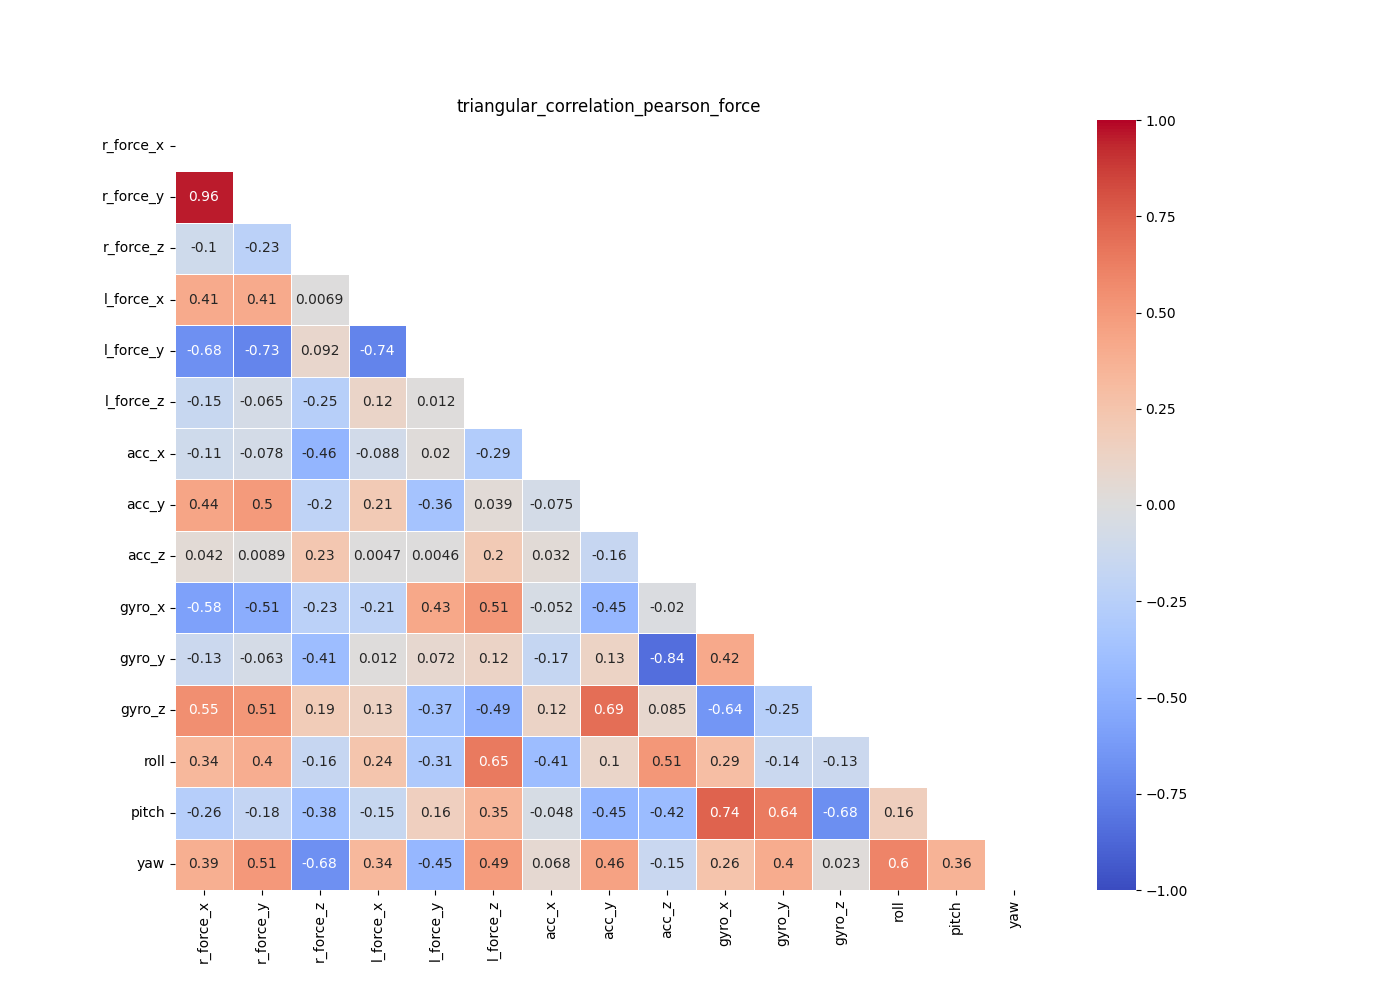 triangular_correlation_pearson_force
1.00
r_force_x
r_force_y 0.96
0.75
r_force_z -0.1 -0.23
l_force_x 0.41 0.41 0.0069
0.50
l_force_y -0.68 -0.73 0.092 -0.74
l_force_z -0.15 -0.065 -0.25 0.12 0.012
0.25
acc_x -0.11 -0.078 -0.46 -0.088 0.02 -0.29
acc_y 0.44 0.5 -0.2 0.21 -0.36 0.039 -0.075
0.00
acc_z 0.042 0.0089 0.23 0.0047 0.0046 0.2 0.032 -0.16
gyro_x -0.58 -0.51 -0.23 -0.21 0.43 0.51 -0.052 -0.45 -0.02
−0.25
gyro_y -0.13 -0.063 -0.41 0.012 0.072 0.12 -0.17 0.13 -0.84 0.42
−0.50
gyro_z 0.55 0.51 0.19 0.13 -0.37 -0.49 0.12 0.69 0.085 -0.64 -0.25
roll 0.34 0.4 -0.16 0.24 -0.31 0.65 -0.41 0.1 0.51 0.29 -0.14 -0.13
−0.75
pitch -0.26 -0.18 -0.38 -0.15 0.16 0.35 -0.048 -0.45 -0.42 0.74 0.64 -0.68 0.16
yaw 0.39 0.51 -0.68 0.34 -0.45 0.49 0.068 0.46 -0.15 0.26 0.4 0.023 0.6 0.36
−1.00
r_force_x r_force_y r_force_z l_force_x l_force_y l_force_z acc_x acc_y acc_z gyro_x gyro_y gyro_z roll pitch yaw